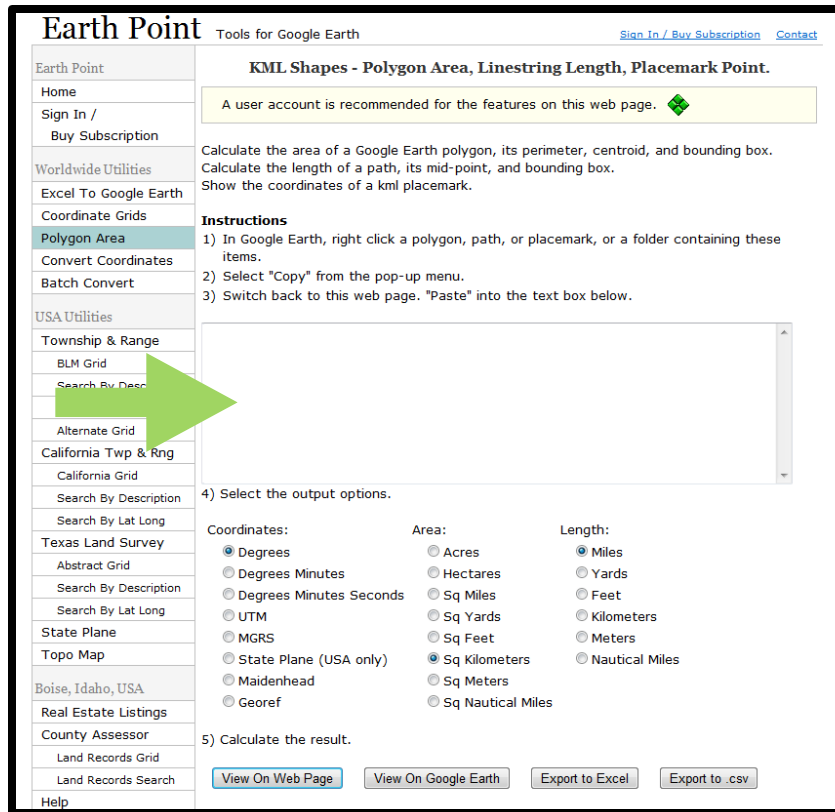 Earth Point Tools for Google Earth
Sign In / Buy Subscription Contact
Earth Point
Home
Sign In /
Buy Subscription
Worldwide Utilities
Excel To Google Earth
Coordinate Grids
Polygon Area
Convert Coordinates
Batch Convert
USA Utilities
Township & Range
BLM Grid
Search By Desc
Alternate Grid
California Twp & Rng
California Grid
Search By Description
Search By Lat Long
Texas Land Survey
Abstract Grid
Search By Description
Search By Lat Long
State Plane
Topo Map
Boise, Idaho, USA
Real Estate Listings
County Assessor
Land Records Grid
Land Records Search
Help
KML Shapes - Polygon Area, Linestring Length, Placemark Point.
A user account is recommended for the features on this web page.
Calculate the area of a Google Earth polygon, its perimeter, centroid, and bounding box.
Calculate the length of a path, its mid-point, and bounding box.
Show the coordinates of a kml placemark.
Instructions
1) In Google Earth, right click a polygon, path, or placemark, or a folder containing these
items.
2) Select "Copy" from the pop-up menu.
3) Switch back to this web page. "Paste" into the text box below.
4) Select the output options.
Coordinates:
Degrees
Degrees Minutes
Degrees Minutes Seconds
UTM
MGRS
State Plane (USA only)
Maidenhead
Georef
Area:
Acres
Hectares
Sq Miles
Sq Yards
Sq Feet
Sq Kilometers
Sq Meters
Sq Nautical Miles
Length:
Miles
Yards
Feet
Kilometers
Meters
Nautical Miles
5) Calculate the result.
View On Web Page View On Google Earth Export to Excel Export to .csv